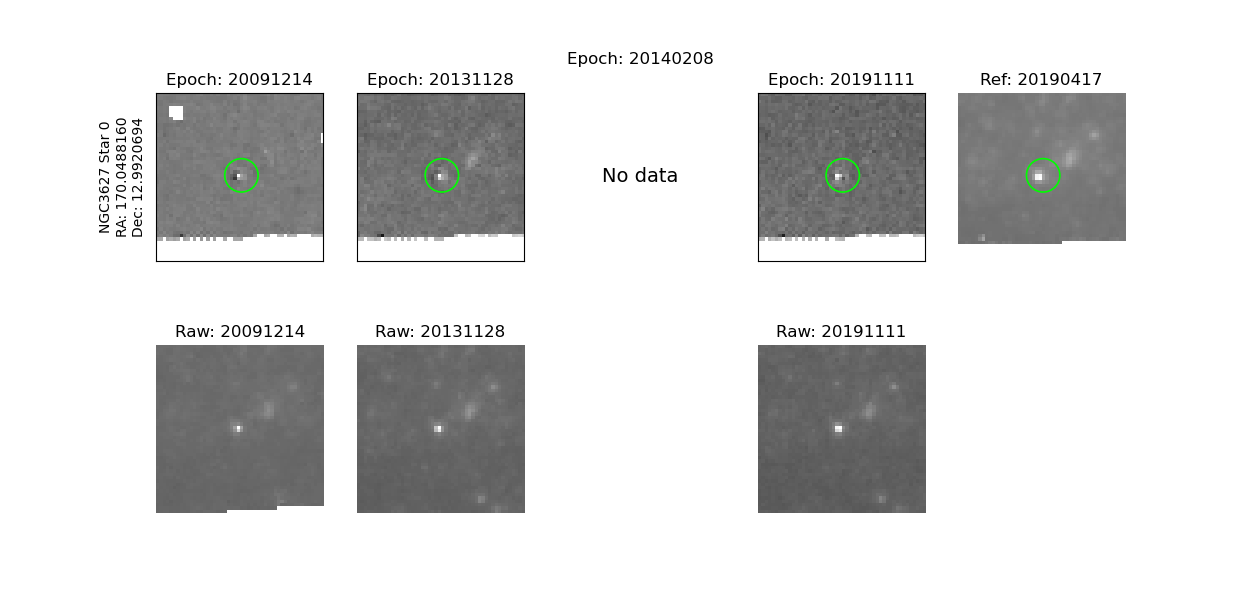 Epoch: 20140208
Epoch: 20091214
Epoch: 20131128
Epoch: 20191111
Ref: 20190417
NGC3627 Star 0
RA: 170.0488160
Dec: 12.9920694
No data
Raw: 20091214
Raw: 20131128
Raw: 20191111